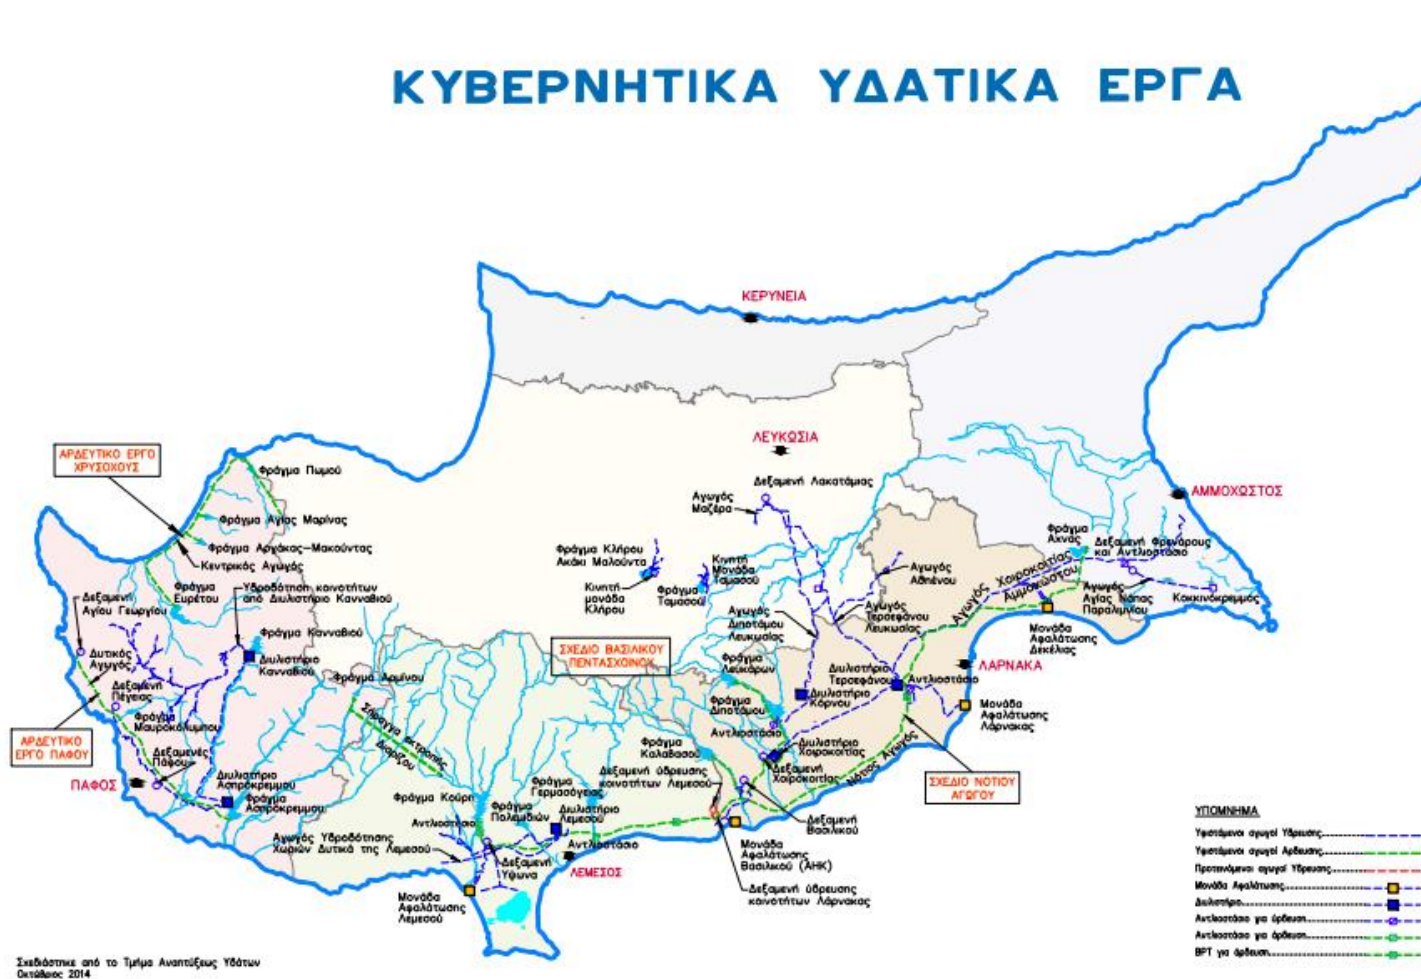 ΚΥΒΕΡΝΗΤΙΚΑ ΥΔΑΤΙΚΑ ΕΡΓΑ
ΚΕΡΥΝΕΙΑ
ΛΕΥΚΩΣΙΑ
ΑΜΜΟΧΩΣΤΟΣ
ΛΑΡΝΑΚΑ
ΛΕΜΕΣΟΣ
ΠΑΦΟΣ
ΑΡΔΕΥΤΙΚΟ ΕΡΓΟ
ΧΡΥΣΟΧΟΥΣ
Φράγμα Πωμού
Φράγμα Αγίας Μαρίνας
Φράγμα Αργάκας-Μακούντας
Κεντρικός Αγωγός
Φράγμα
Ευρέτου
Υδροδότηση κοινοτήτων
από Διυλιστήριο Κανναβιού
Δεξαμενή
Αγίου Γεωργίου
Φράγμα Κανναβιού
Διυλιστήριο
Κανναβιού
Δυτικός
Αγωγός
Δεξαμενή
Πέγειας
Φράγμα
Μαυροκόλυμπου
ΑΡΔΕΥΤΙΚΟ
ΕΡΓΟ ΠΑΦΟΥ
Δεξαμενές
Πάφου
Διυλιστήριο
Ασπρόκρεμμου
Φράγμα
Ασπρόκρεμμου
Φράγμα Αρμίνου
Σήραγγα εκτροπής
Διαρίζου
Φράγμα Κούρη
Αντλιοστάσιο
Φράγμα
Πολεμιδιών
Φράγμα
Γερμασόγειας
Διυλιστήριο
Λεμεσού
Αντλιοστάσιο
Αγωγός Υδροδότησης
Χωριών Δυτικά της Λεμεσού
Δεξαμενή
Ύψωνα
Μονάδα
Αφαλάτωσης
Λεμεσού
Δεξαμενή ύδρευσης
κοινοτήτων Λεμεσού
Φράγμα
Καλαβασού
ΣΧΕΔΙΟ ΒΑΣΙΛΙΚΟΥ
ΠΕΝΤΑΣΧΟΙΝΟΥ
Φράγμα
Λευκάρων
Φράγμα
Διποτάμου
Αντλιοστάσιο
Διυλιστήριο
Κόρνου
Διυλιστήριο
Χοιροκοιτίας
Δεξαμενή
Χοιροκοιτίας
Δεξαμενή
Βασιλικού
Μονάδα
Αφαλάτωσης
Βασιλικού (ΑΗΚ)
Δεξαμενή ύδρευσης
κοινοτήτων Λάρνακας
Νότιος Αγωγός
ΣΧΕΔΙΟ ΝΟΤΙΟΥ
ΑΓΩΓΟΥ
Δεξαμενή Λακατάμιας
Αγωγός
Μαζέρα
Φράγμα Κλήρου
Ακάκι Μαλούντα
Κινητή
μονάδα
Κλήρου
Φράγμα
Ταμασού
Κινητή
Μονάδα
Ταμασού
Αγωγός
Διποτάμου
Λευκωσίας
Αγωγός
Τερσεφάνου
Λευκωσίας
Αγωγός
Αθηένου
Διυλιστήριο
Τερσεφάνου
Αντλιοστάσιο
Μονάδα
Αφαλάτωσης
Λάρνακας
Μονάδα
Αφαλάτωσης
Δεκέλιας
Αγωγός Χοιροκοιτίας
Αμμοχώστου
Φράγμα
Άχνας
Δεξαμενή Φρενάρους
και Αντλιοστάσιο
Αγωγός
Αγίας Νάπας
Παραλιμνίου
Κοκκινόκρεμμός
ΥΠΟΜΝΗΜΑ
Υφιστάμενοι αγωγοί Ύδρευσης
Υφιστάμενοι αγωγοί Άρδευσης
Προτεινόμενοι αγωγοί Ύδρευσης
Μονάδα Αφαλάτωσης
Διυλιστήριο
Αντλιοστάσιο για ύδρευση
Αντλιοστάσιο για άρδευση
ΒΡΤ για άρδευση
Σχεδιάστηκε από το Τμήμα Αναπτύξεως Υδάτων
Οκτώβριος 2014